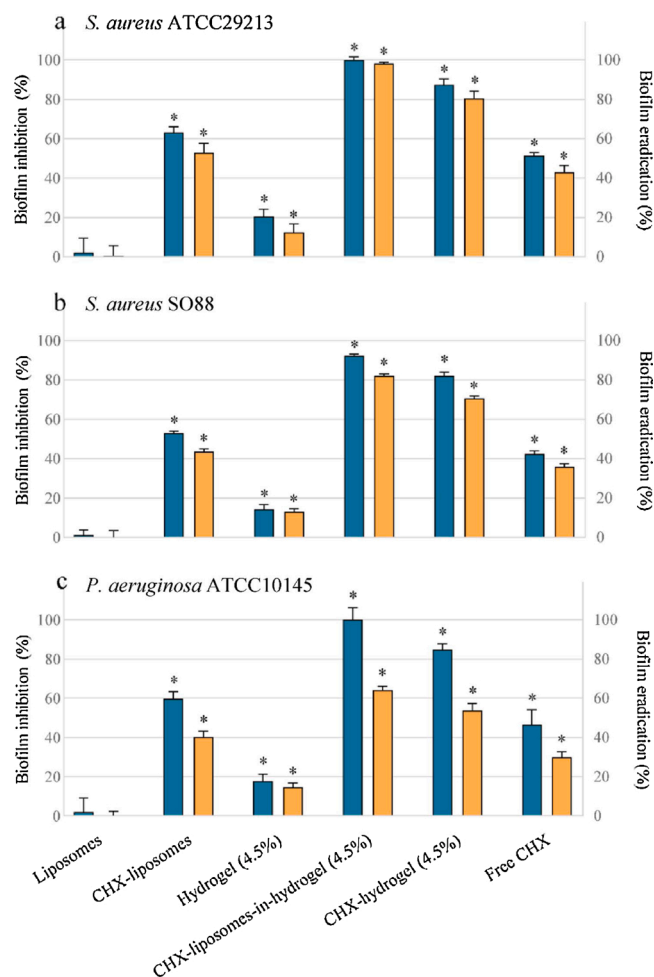 a S. aureus ATCC29213
Biofilm inhibition (%)
100
80
60
40
20
0
* * * * * * * * * *
100
80
60
40
20
0
Biofilm eradication (%)
b S. aureus SO88
Biofilm inhibition (%)
100
80
60
40
20
0
* * * * * * * * * *
100
80
60
40
20
0
Biofilm eradication (%)
c P. aeruginosa ATCC10145
Biofilm inhibition (%)
100
80
60
40
20
0
* * * * * * * * * *
100
80
60
40
20
0
Biofilm eradication (%)
Liposomes
CHX-liposomes
Hydrogel (4.5%)
CHX-liposomes-in-hydrogel (4.5%)
CHX-hydrogel (4.5%)
Free CHX